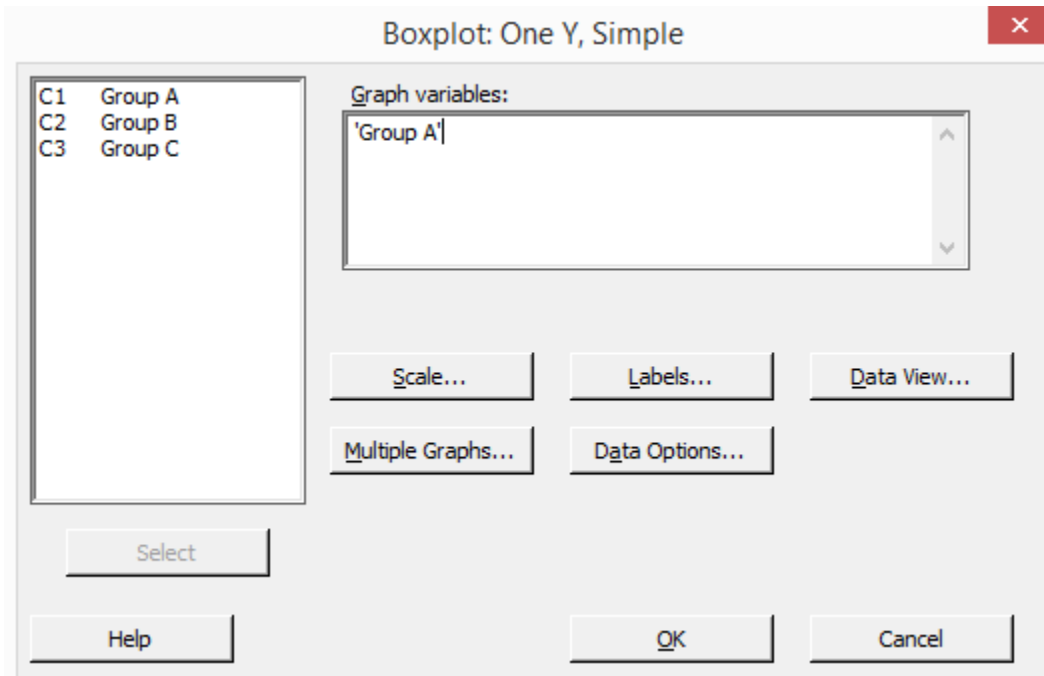 Boxplot: One Y, Simple
C1 Group A
C2 Group B
C3 Group C
Graph variables:
'Group A'
Scale...
Labels...
Data View...
Multiple Graphs...
Data Options...
Select
Help
OK
Cancel